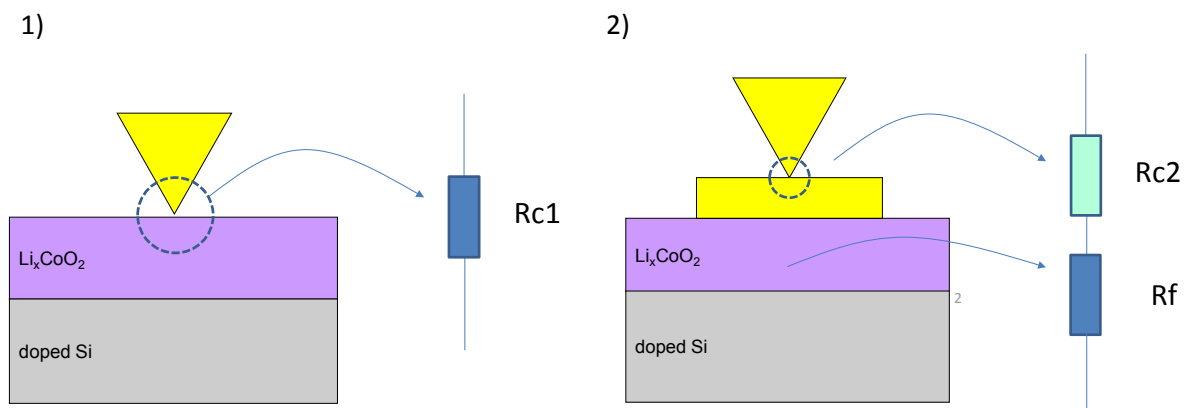 1)
2)
Rc1
Rc2
LixCoO2
LixCoO2
Rf
2
doped Si
doped Si